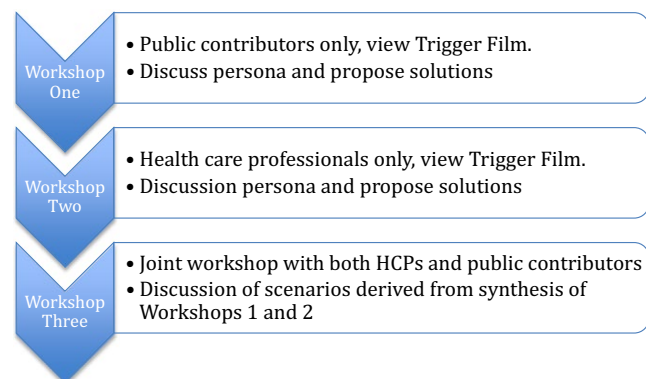 Workshop
One
• Public contributors only, view Trigger Film.
• Discuss persona and propose solutions
Workshop
Two
• Health care professionals only, view Trigger Film.
• Discussion persona and propose solutions
Workshop
Three
• Joint workshop with both HCPs and public contributors
• Discussion of scenarios derived from synthesis of
Workshops 1 and 2